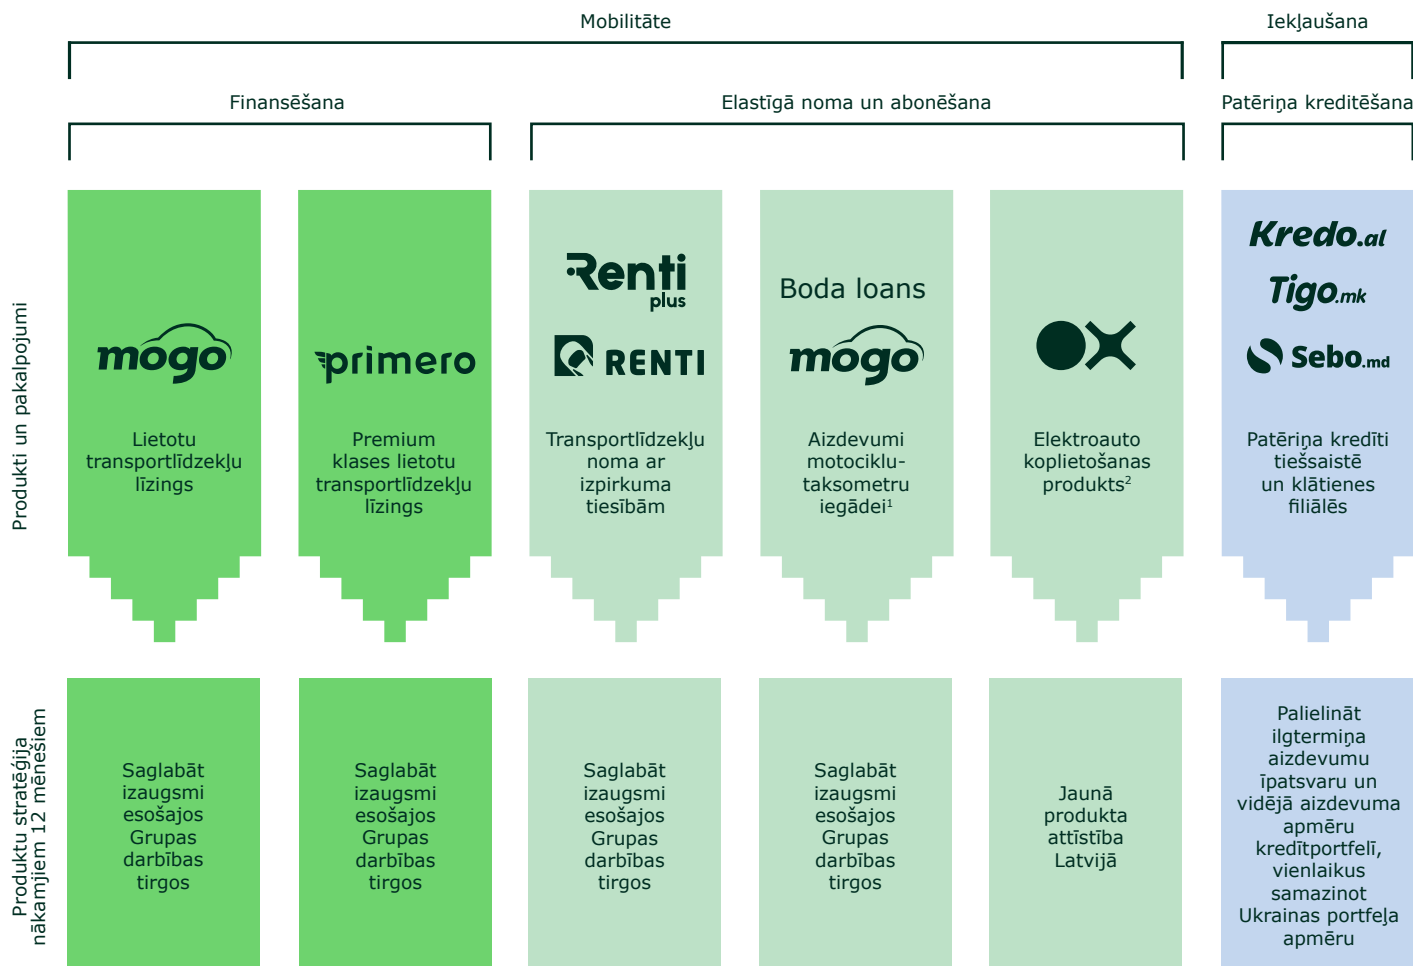 Mobilitāte
Iekļaušana
Finansēšana
Elastīgā noma un abonēšana
Patēriņa kreditēšana
Produkti un pakalpojumi
mogo
Lietotu
transportlīdzekļu
līzings
primero
Premium
klases lietotu
transportlīdzekļu
līzings
Renti
plus
RENTI
Transportlīdzekļu
noma ar
izpirkuma
tiesībām
Boda loans
mogo
Aizdevumi
motociklu-
taksometru
iegādei¹
OX
Elektroauto
koplietošanas
produkts²
Kredo.al
Tigo.mk
Sebo.md
Patēriņa kredīti
tiešsaistē
un klātienes
filiālēs
Produktu stratēģija
nākamjiem 12 mēnešiem
Saglabāt
izaugsmi
esošajos
Grupas
darbības
tirgos
Saglabāt
izaugsmi
esošajos
Grupas
darbības
tirgos
Saglabāt
izaugsmi
esošajos
Grupas
darbības
tirgos
Saglabāt
izaugsmi
esošajos
Grupas
darbības
tirgos
Jaunā
produkta
attīstība
Latvijā
Palielināt
ilgtermiņa
aizdevumu
īpatsvaru un
vidējā aizdevuma
apmēru
kredītportfelī,
vienlaikus
samazinot
Ukrainas portfeļa
apmēru